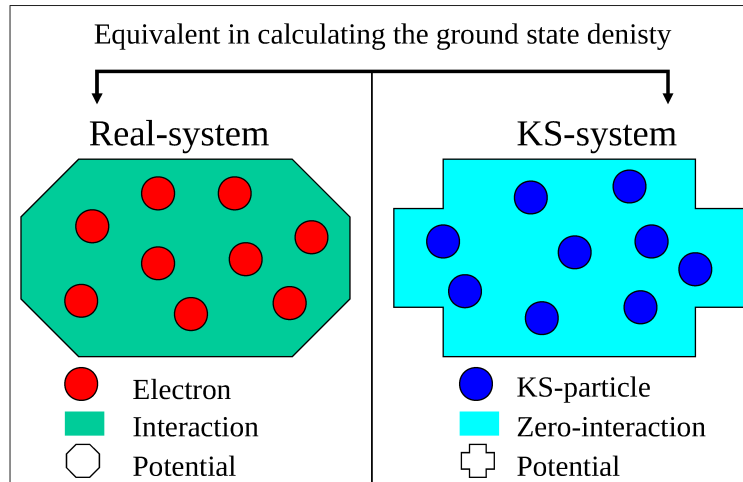 Equivalent in calculating the ground state denisty
Real-system
KS-system
Electron
Interaction
Potential
KS-particle
Zero-interaction
Potential